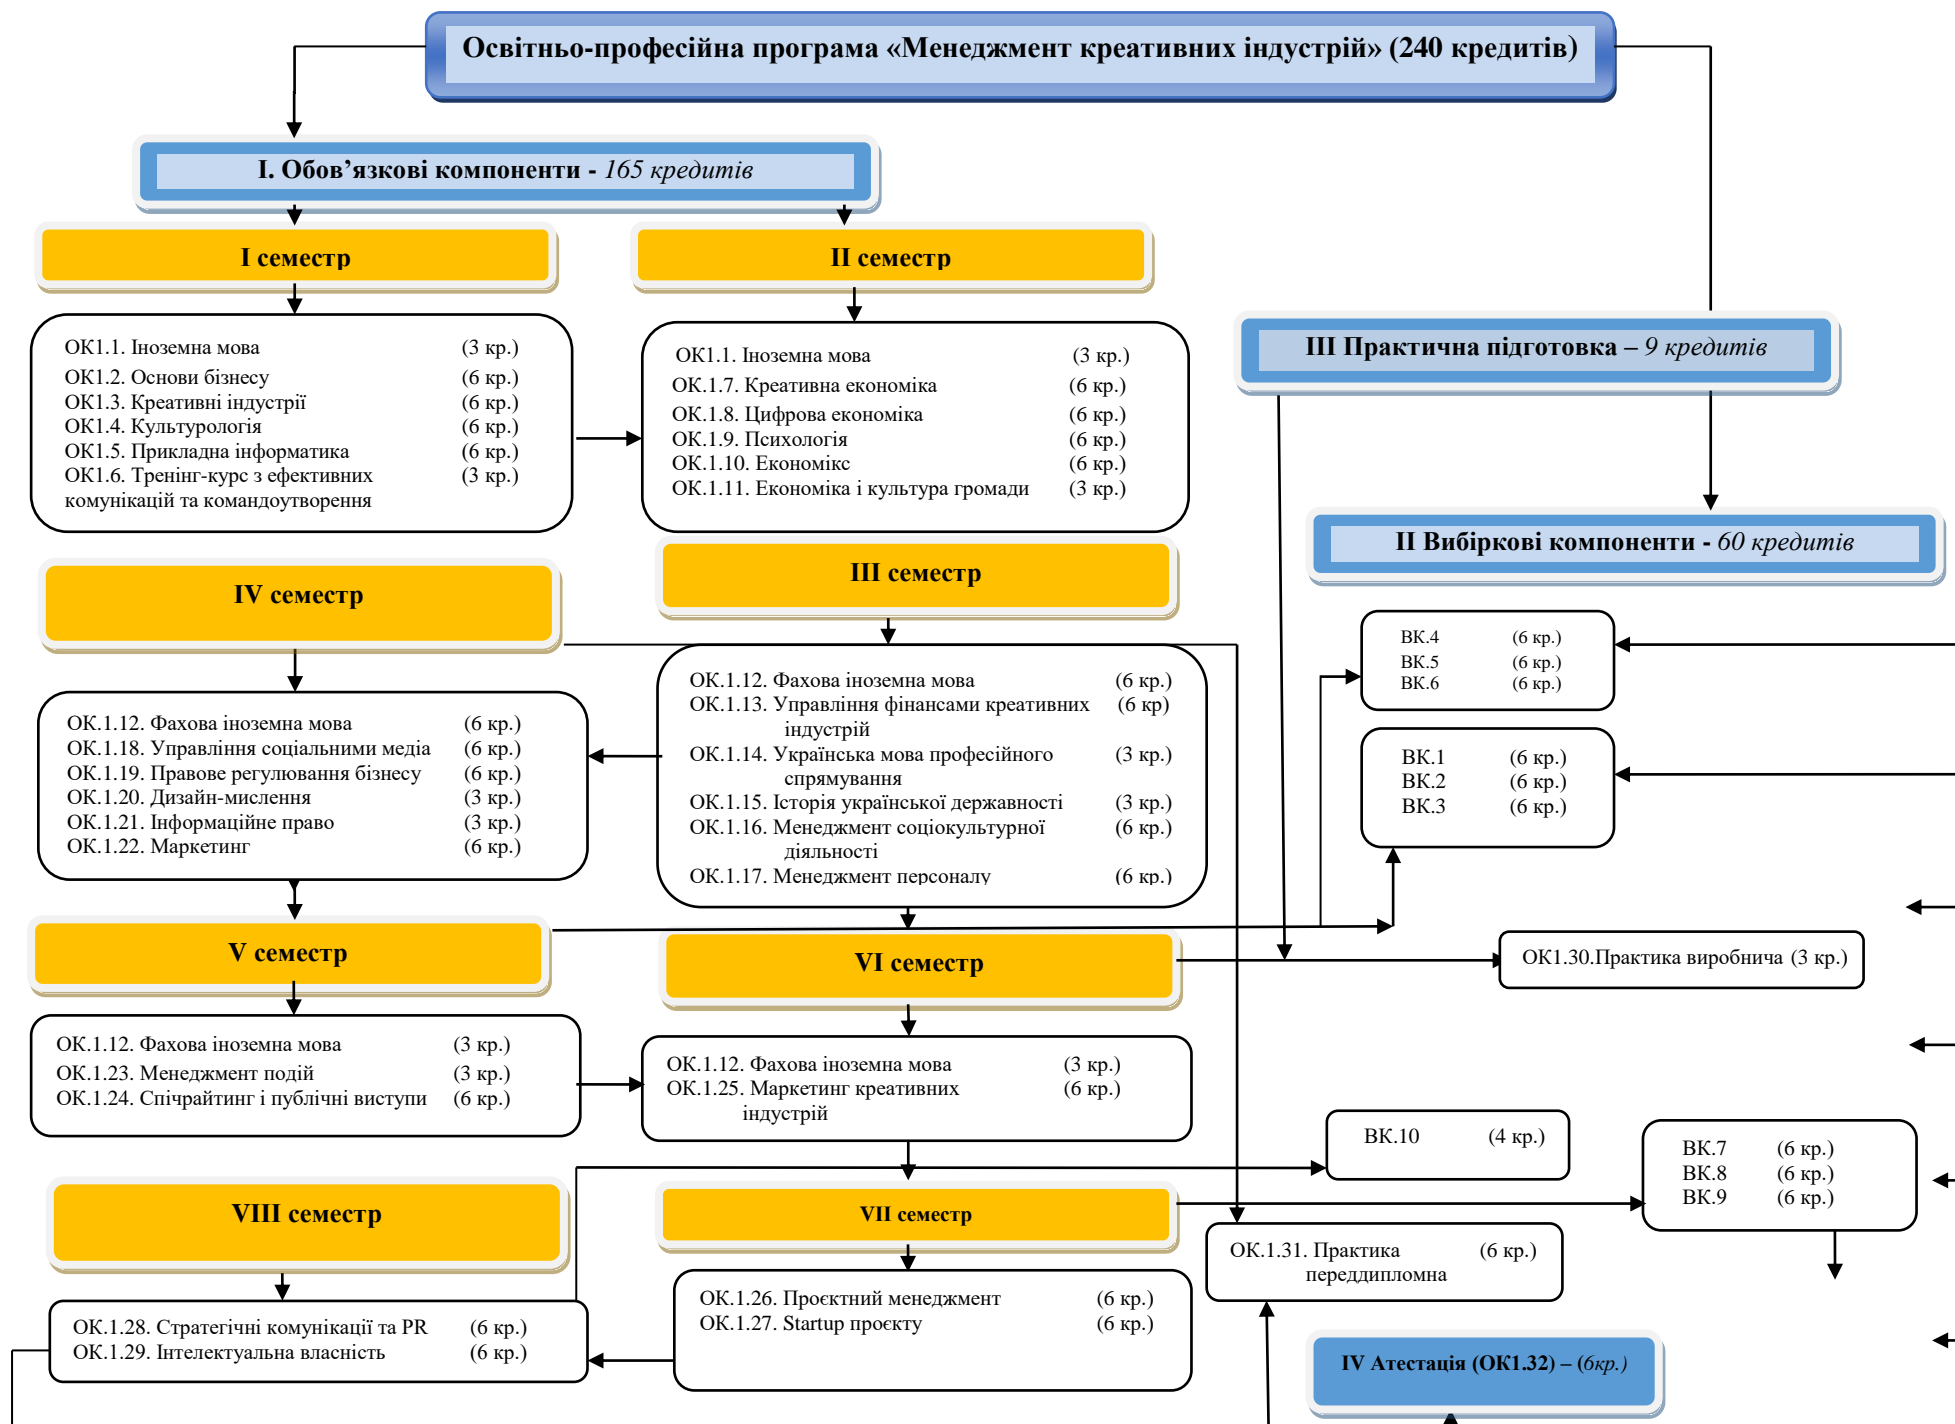 Освітньо-професійна програма «Менеджмент креативних індустрій» (240 кредитів)
І. Обов’язкові компоненти - 165 кредитів
І семестр
ОК1.1. Іноземна мова (3 кр.)
ОК1.2. Основи бізнесу (6 кр.)
ОК1.3. Креативні індустрії (6 кр.)
ОК1.4. Культурологія (6 кр.)
ОК1.5. Прикладна інформатика (6 кр.)
ОК1.6. Тренінг-курс з ефективних (3 кр.)
комунікацій та командоутворення
ІІ семестр
ОК1.1. Іноземна мова (3 кр.)
ОК.1.7. Креативна економіка (6 кр.)
ОК.1.8. Цифрова економіка (6 кр.)
ОК.1.9. Психологія (6 кр.)
ОК.1.10. Економікс (6 кр.)
ОК.1.11. Економіка і культура громади (3 кр.)
ІІІ Практична підготовка – 9 кредитів
ІІ Вибіркові компоненти - 60 кредитів
ІV семестр
ОК.1.12. Фахова іноземна мова (6 кр.)
ОК.1.18. Управління соціальними медіа (6 кр.)
ОК.1.19. Правове регулювання бізнесу (6 кр.)
ОК.1.20. Дизайн-мислення (3 кр.)
ОК.1.21. Інформаційне право (3 кр.)
ОК.1.22. Маркетинг (6 кр.)
ІІІ семестр
ОК.1.12. Фахова іноземна мова (6 кр.)
ОК.1.13. Управління фінансами креативних (6 кр)
індустрій
ОК.1.14. Українська мова професійного (3 кр.)
спрямування
ОК.1.15. Історія української державності (3 кр.)
ОК.1.16. Менеджмент соціокультурної (6 кр.)
діяльності
ОК.1.17. Менеджмент персоналу (6 кр.)
ВК.4 (6 кр.)
ВК.5 (6 кр.)
ВК.6 (6 кр.)
ВК.1 (6 кр.)
ВК.2 (6 кр.)
ВК.3 (6 кр.)
V семестр
ОК.1.12. Фахова іноземна мова (3 кр.)
ОК.1.23. Менеджмент подій (3 кр.)
ОК.1.24. Спічрайтинг і публічні виступи (6 кр.)
VІ семестр
ОК.1.12. Фахова іноземна мова (3 кр.)
ОК.1.25. Маркетинг креативних (6 кр.)
індустрій
ОК1.30.Практика виробнича (3 кр.)
ВК.10 (4 кр.)
ВК.7 (6 кр.)
ВК.8 (6 кр.)
ВК.9 (6 кр.)
VІІІ семестр
ОК.1.28. Стратегічні комунікації та PR (6 кр.)
ОК.1.29. Інтелектуальна власність (6 кр.)
VІІ семестр
ОК.1.26. Проєктний менеджмент (6 кр.)
ОК.1.27. Startup проєкту (6 кр.)
ОК.1.31. Практика (6 кр.)
переддипломна
ІV Атестація (ОК1.32) – (6кр.)